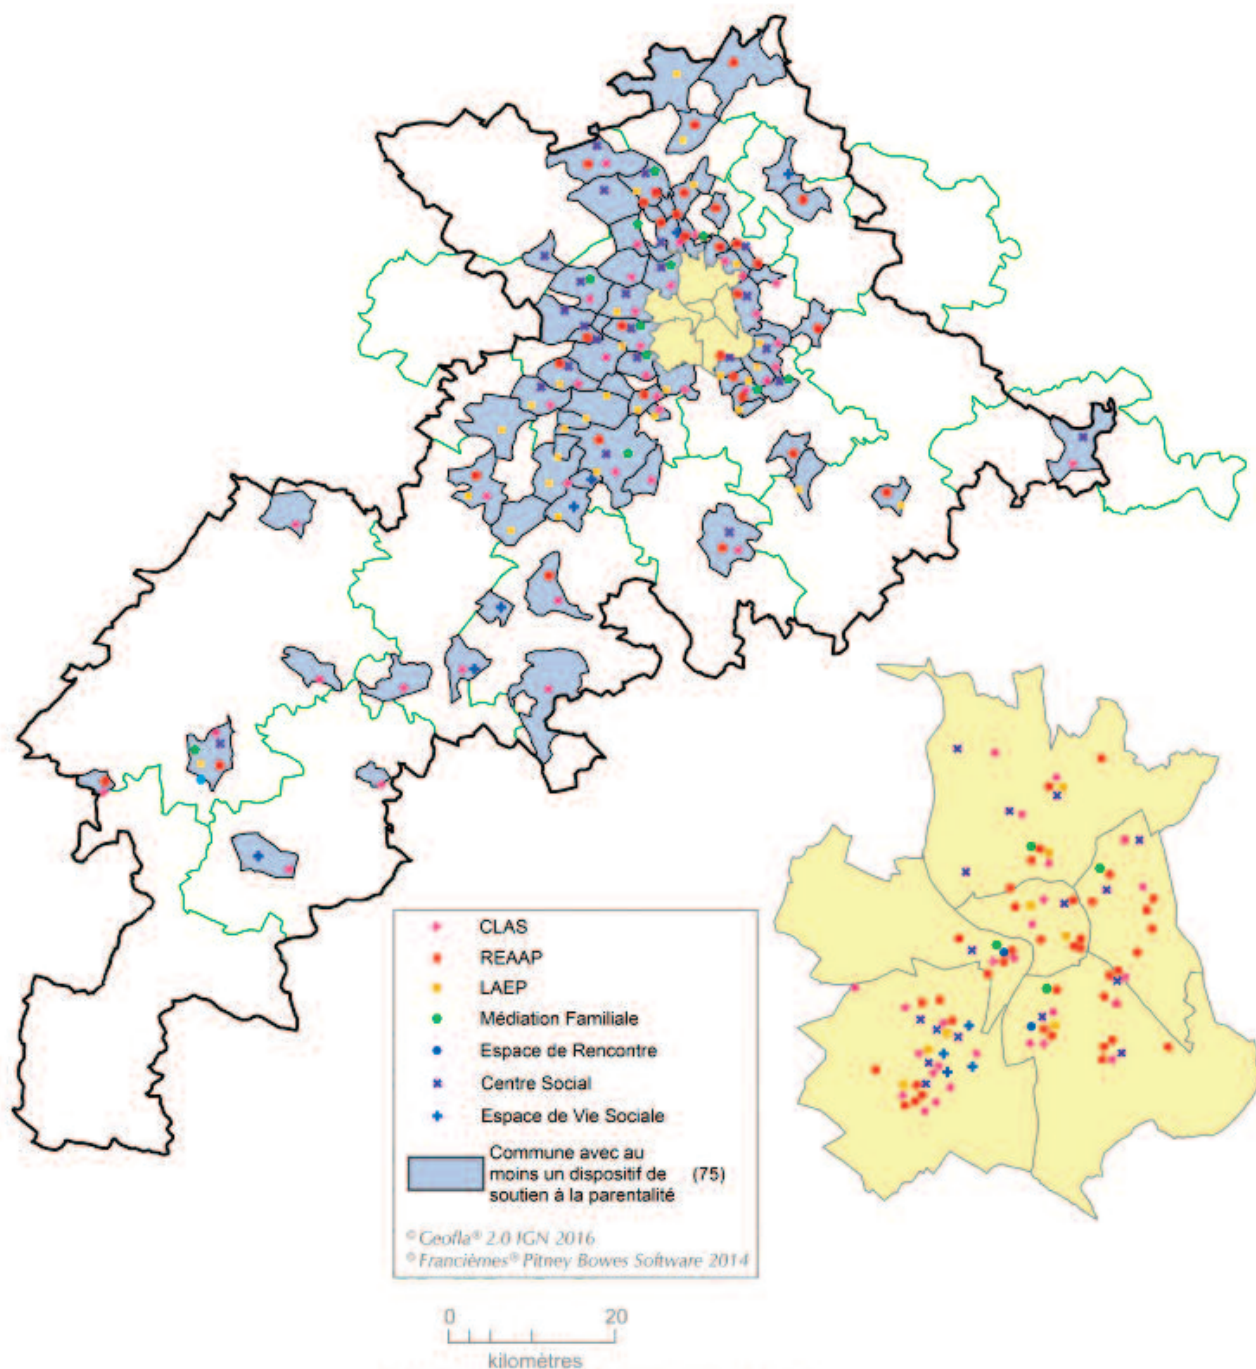 CLAS
REAAP
LAEP
Médiation Familiale
Espace de Rencontre
Centre Social
Espace de Vie Sociale
Commune avec au
moins un dispositif de (75)
soutien à la parentalité
© Geofla® 2.0 IGN 2016
© Francièmes® Pitney Bowes Software 2014
0 20
kilomètres